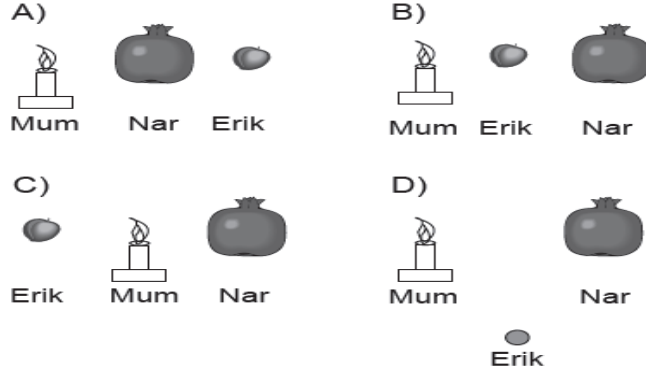 A)
Mum Nar Erik
B)
Mum Erik Nar
C)
Erik Mum Nar
D)
Mum Nar
Erik